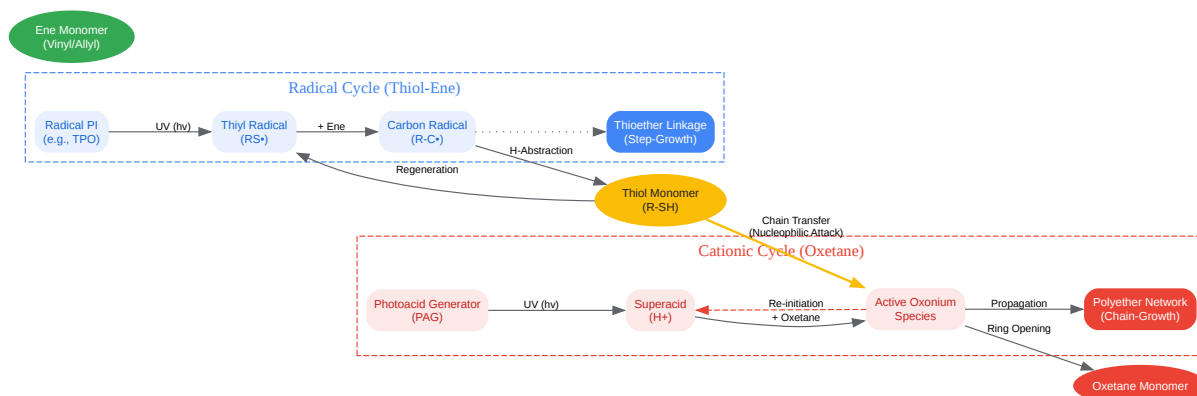 Ene Monomer
(Vinyl/Allyl)
Radical Cycle (Thiol-Ene)
Radical PI
(e.g., TPO)
UV (hv)
Thiyl Radical
(RS•)
+ Ene
Carbon Radical
(R-C•)
Thioether Linkage
(Step-Growth)
H-Abstraction
Regeneration
Thiol Monomer
(R-SH)
Chain Transfer
(Nucleophilic Attack)
Cationic Cycle (Oxetane)
Photoacid Generator
(PAG)
UV (hv)
Superacid
(H+)
Re-initiation
+ Oxetane
Active Oxonium
Species
Propagation
Polyether Network
(Chain-Growth)
Ring Opening
Oxetane Monomer